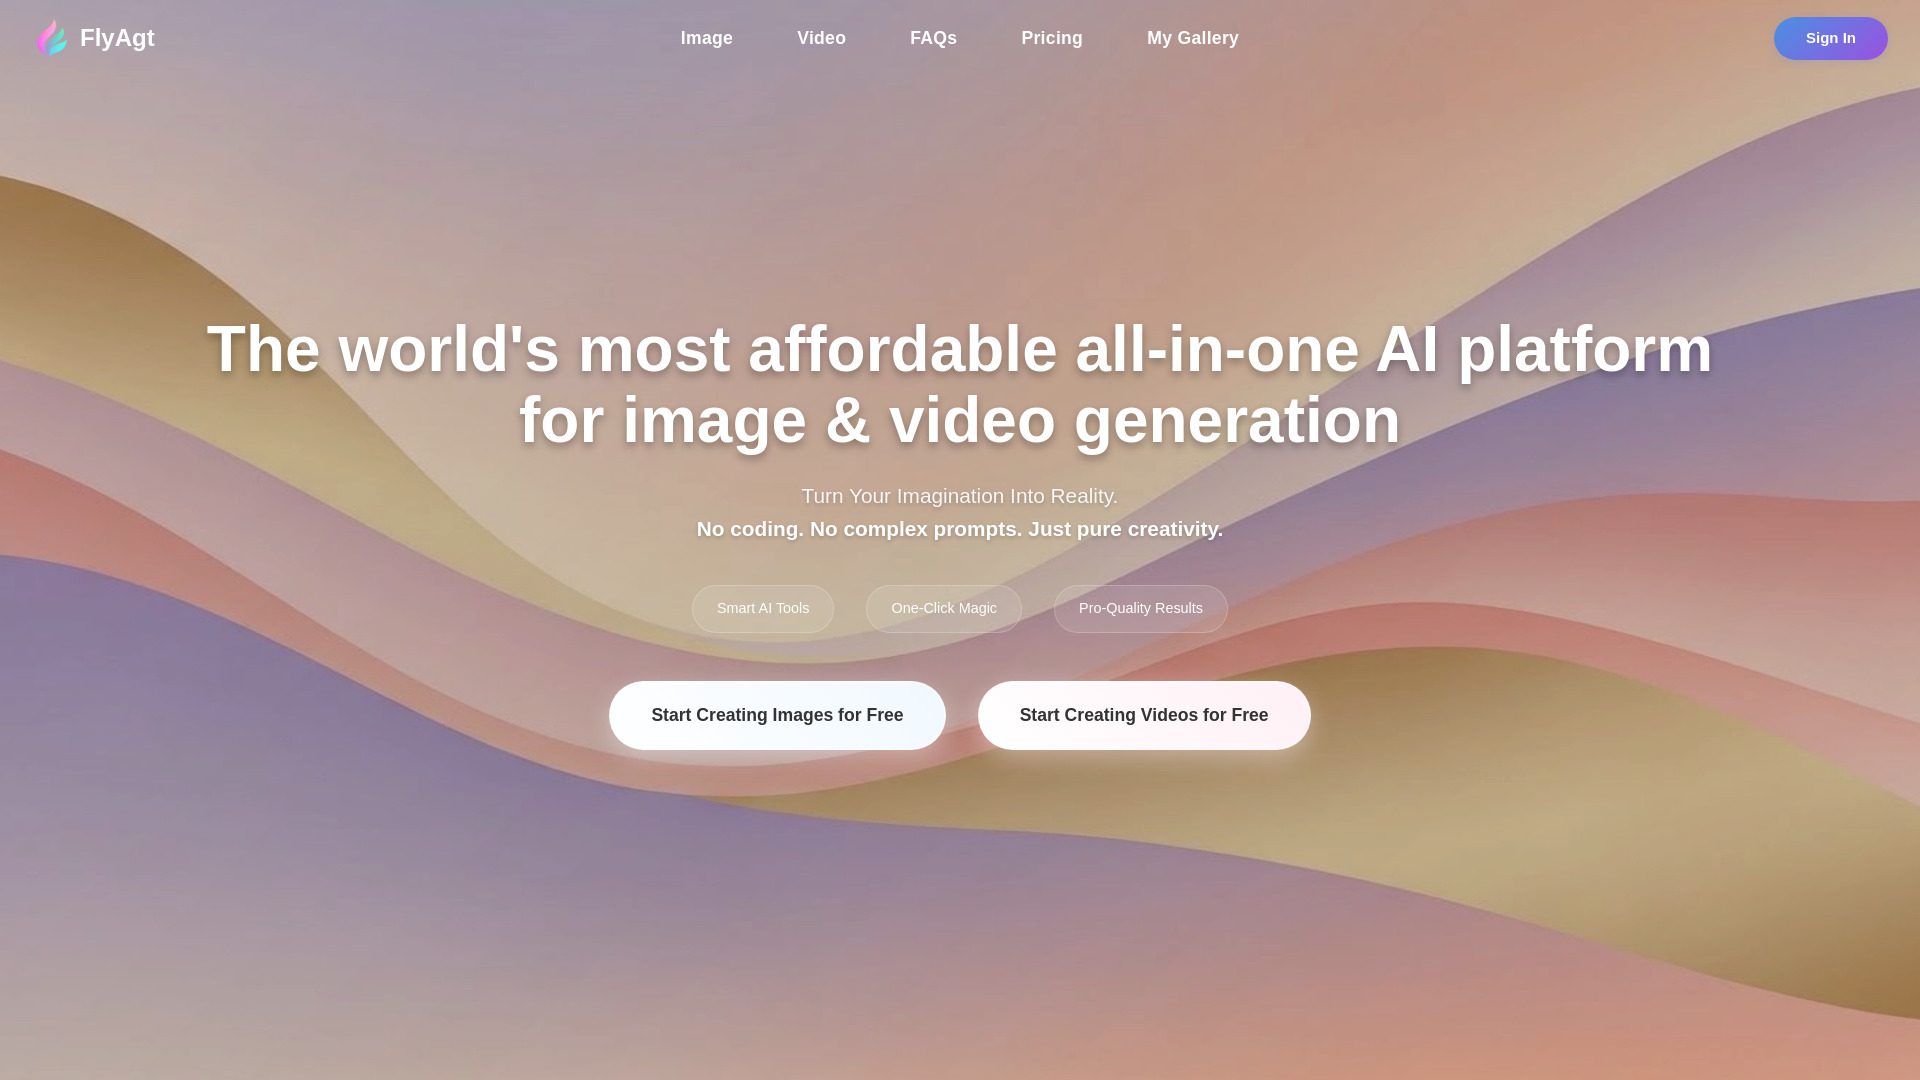 FlyAgt
Image
Video
FAQs
Pricing
My Gallery
Sign In
The world's most affordable all-in-one AI platform
for image & video generation
Turn Your Imagination Into Reality.
No coding. No complex prompts. Just pure creativity.
Smart AI Tools
One-Click Magic
Pro-Quality Results
Start Creating Images for Free
Start Creating Videos for Free